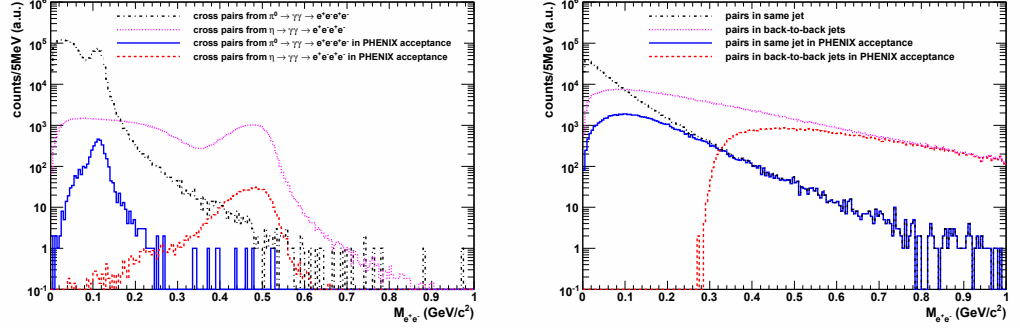 counts/5MeV (a.u.)
10⁶
10⁵
10⁴
10³
10²
10
1
10⁻¹
cross pairs from π⁰ → γγ → e⁺e⁻e⁺e⁻
cross pairs from η → γγ → e⁺e⁻e⁺e⁻
cross pairs from π⁰ → γγ → e⁺e⁻e⁺e⁻ in PHENIX acceptance
cross pairs from η → γγ → e⁺e⁻e⁺e⁻ in PHENIX acceptance
0 0.1 0.2 0.3 0.4 0.5 0.6 0.7 0.8 0.9 1
M e⁺e⁻ (GeV/c²)
counts/5MeV (a.u.)
10⁶
10⁵
10⁴
10³
10²
10
1
10⁻¹
pairs in same jet
pairs in back-to-back jets
pairs in same jet in PHENIX acceptance
pairs in back-to-back jets in PHENIX acceptance
0 0.1 0.2 0.3 0.4 0.5 0.6 0.7 0.8 0.9 1
M e⁺e⁻ (GeV/c²)